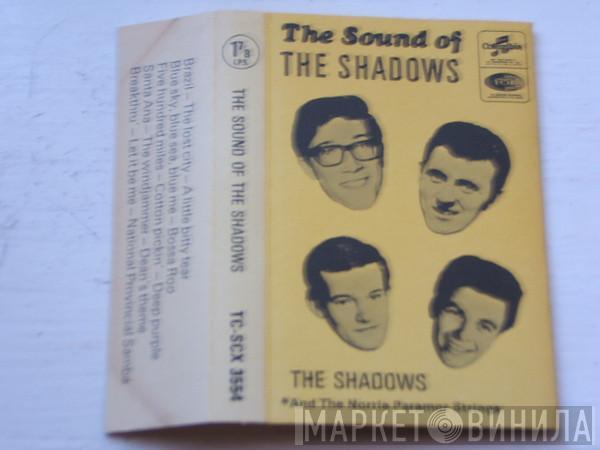 The Sound of
THE SHADOWS
Columbia
EMI
THE SHADOWS
*And The Norrie Paramor Strings
1⅞
I.P.S.
THE SOUND OF THE SHADOWS
TC-SCX 3554
Brazil – The lost city – A little bitty tear
Blue sky, blue sea, blue me – Bossa Roo
Five hundred miles – Cotton pickin' – Deep purple
Santa Ana – The windjammer – Dean's theme
Breakthru' – Let it be me – National Provincial Samba
МАРКЕТ ВИНИЛА